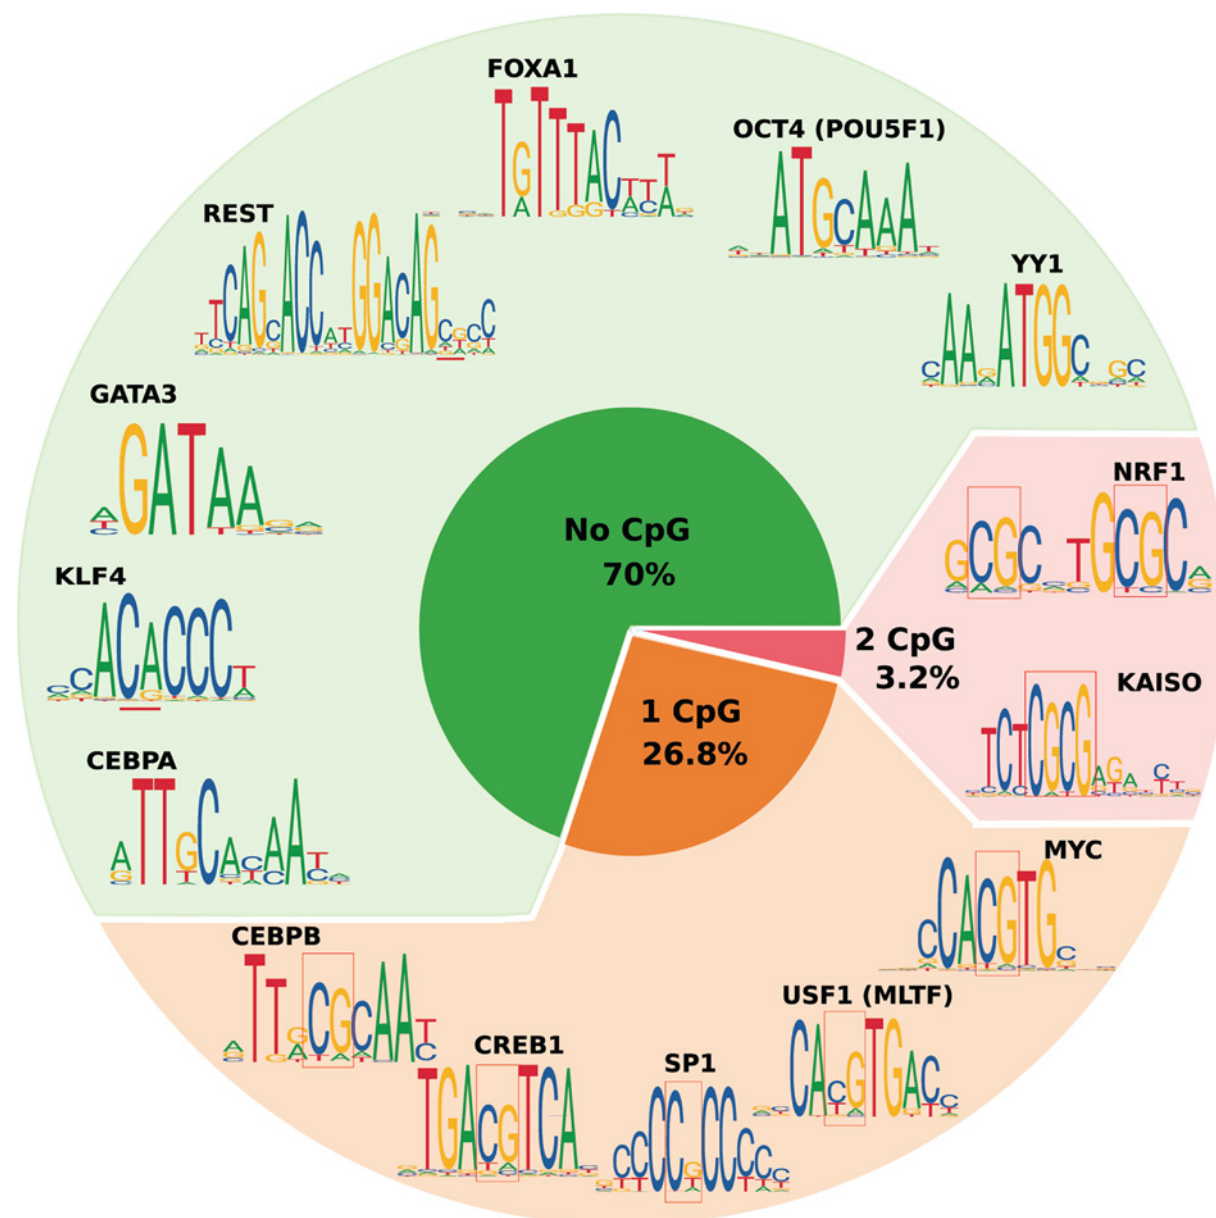 FOXA1
OCT4 (POU5F1)
REST
YY1
GATA3
NRF1
No CpG
70%
KLF4
2 CpG
3.2%
KAISO
1 CpG
26.8%
CEBPA
MYC
CEBPB
USF1 (MLTF)
CREB1
SP1